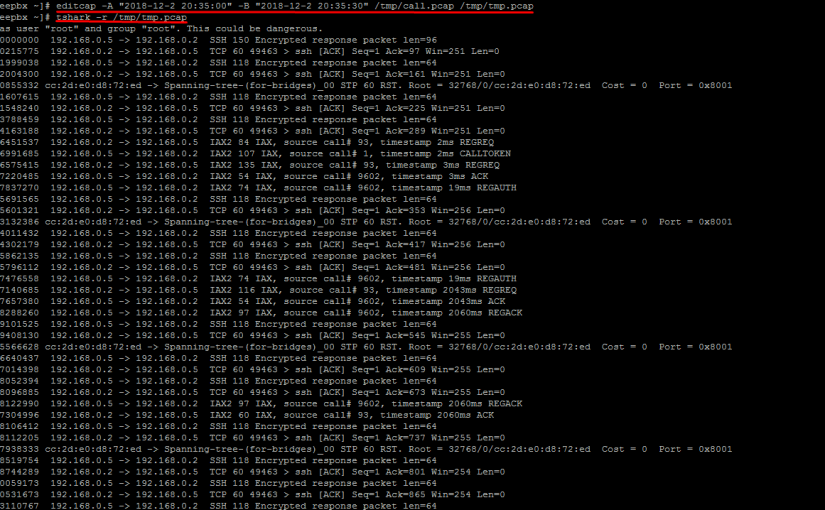 eepbx ~]# editcap -A "2018-12-2 20:35:00" -B "2018-12-2 20:35:30" /tmp/call.pcap /tmp/tmp.pcap
eepbx ~]# tshark -r /tmp/tmp.pcap
as user "root" and group "root". This could be dangerous.
0000000 192.168.0.5 -> 192.168.0.2 SSH 150 Encrypted response packet len=96
0215775 192.168.0.2 -> 192.168.0.5 TCP 60 49463 > ssh [ACK] Seq=1 Ack=97 Win=251 Len=0
1999038 192.168.0.5 -> 192.168.0.2 SSH 118 Encrypted response packet len=64
2004300 192.168.0.2 -> 192.168.0.5 TCP 60 49463 > ssh [ACK] Seq=1 Ack=161 Win=251 Len=0
0855332 cc:2d:e0:d8:72:ed -> Spanning-tree-(for-bridges)_00 STP 60 RST. Root = 32768/0/cc:2d:e0:d8:72:ed Cost = 0 Port = 0x8001
1607615 192.168.0.5 -> 192.168.0.2 SSH 118 Encrypted response packet len=64
1548240 192.168.0.2 -> 192.168.0.5 TCP 60 49463 > ssh [ACK] Seq=1 Ack=225 Win=251 Len=0
3788459 192.168.0.5 -> 192.168.0.2 SSH 118 Encrypted response packet len=64
4163188 192.168.0.2 -> 192.168.0.5 TCP 60 49463 > ssh [ACK] Seq=1 Ack=289 Win=251 Len=0
6451537 192.168.0.5 -> 192.168.0.2 IAX2 84 IAX, source call# 93, timestamp 2ms REGREQ
6991685 192.168.0.2 -> 192.168.0.5 IAX2 107 IAX, source call# 1, timestamp 2ms CALLTOKEN
6575415 192.168.0.5 -> 192.168.0.2 IAX2 135 IAX, source call# 93, timestamp 3ms REGREQ
7220485 192.168.0.2 -> 192.168.0.5 IAX2 54 IAX, source call# 9602, timestamp 3ms ACK
7837270 192.168.0.2 -> 192.168.0.5 IAX2 74 IAX, source call# 9602, timestamp 19ms REGAUTH
5691565 192.168.0.5 -> 192.168.0.2 SSH 118 Encrypted response packet len=64
5601321 192.168.0.2 -> 192.168.0.5 TCP 60 49463 > ssh [ACK] Seq=1 Ack=353 Win=256 Len=0
3132386 cc:2d:e0:d8:72:ed -> Spanning-tree-(for-bridges)_00 STP 60 RST. Root = 32768/0/cc:2d:e0:d8:72:ed Cost = 0 Port = 0x8001
4011432 192.168.0.5 -> 192.168.0.2 SSH 118 Encrypted response packet len=64
4302179 192.168.0.2 -> 192.168.0.5 TCP 60 49463 > ssh [ACK] Seq=1 Ack=417 Win=256 Len=0
5862135 192.168.0.5 -> 192.168.0.2 SSH 118 Encrypted response packet len=64
5796112 192.168.0.2 -> 192.168.0.5 TCP 60 49463 > ssh [ACK] Seq=1 Ack=481 Win=256 Len=0
7476558 192.168.0.2 -> 192.168.0.5 IAX2 74 IAX, source call# 9602, timestamp 19ms REGAUTH
7140685 192.168.0.5 -> 192.168.0.2 IAX2 116 IAX, source call# 93, timestamp 2043ms REGREQ
7657380 192.168.0.2 -> 192.168.0.5 IAX2 54 IAX, source call# 9602, timestamp 2043ms ACK
8288260 192.168.0.2 -> 192.168.0.5 IAX2 97 IAX, source call# 9602, timestamp 2060ms REGACK
9101525 192.168.0.5 -> 192.168.0.2 SSH 118 Encrypted response packet len=64
9408130 192.168.0.2 -> 192.168.0.5 TCP 60 49463 > ssh [ACK] Seq=1 Ack=545 Win=255 Len=0
5566628 cc:2d:e0:d8:72:ed -> Spanning-tree-(for-bridges)_00 STP 60 RST. Root = 32768/0/cc:2d:e0:d8:72:ed Cost = 0 Port = 0x8001
6640437 192.168.0.5 -> 192.168.0.2 SSH 118 Encrypted response packet len=64
7014398 192.168.0.2 -> 192.168.0.5 TCP 60 49463 > ssh [ACK] Seq=1 Ack=609 Win=255 Len=0
8052394 192.168.0.5 -> 192.168.0.2 SSH 118 Encrypted response packet len=64
8096885 192.168.0.2 -> 192.168.0.5 TCP 60 49463 > ssh [ACK] Seq=1 Ack=673 Win=255 Len=0
8122990 192.168.0.2 -> 192.168.0.5 IAX2 97 IAX, source call# 9602, timestamp 2060ms REGACK
7304996 192.168.0.5 -> 192.168.0.2 IAX2 60 IAX, source call# 93, timestamp 2060ms ACK
8106412 192.168.0.5 -> 192.168.0.2 SSH 118 Encrypted response packet len=64
8112205 192.168.0.2 -> 192.168.0.5 TCP 60 49463 > ssh [ACK] Seq=1 Ack=737 Win=255 Len=0
7938333 cc:2d:e0:d8:72:ed -> Spanning-tree-(for-bridges)_00 STP 60 RST. Root = 32768/0/cc:2d:e0:d8:72:ed Cost = 0 Port = 0x8001
8519754 192.168.0.5 -> 192.168.0.2 SSH 118 Encrypted response packet len=64
8744289 192.168.0.2 -> 192.168.0.5 TCP 60 49463 > ssh [ACK] Seq=1 Ack=801 Win=254 Len=0
0059173 192.168.0.5 -> 192.168.0.2 SSH 118 Encrypted response packet len=64
0531673 192.168.0.2 -> 192.168.0.5 TCP 60 49463 > ssh [ACK] Seq=1 Ack=865 Win=254 Len=0
3110767 192.168.0.5 -> 192.168.0.2 SSH 118 Encrypted response packet len=64